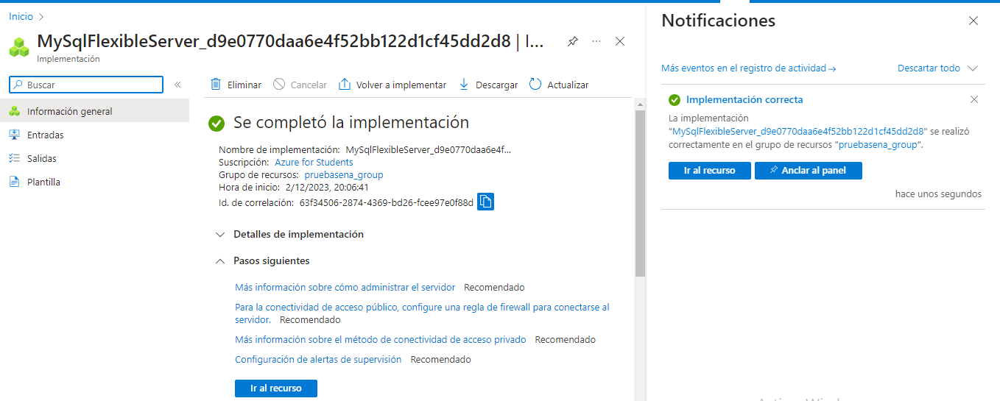 Inicio >
MySqlFlexibleServer_d9e0770daa6e4f52bb122d1cf45dd2d8 | I...
Implementación
Buscar
«
Información general
Entradas
Salidas
Plantilla
Eliminar Cancelar Volver a implementar Descargar Actualizar
Se completó la implementación
Nombre de implementación: MySqlFlexibleServer_d9e0770daa6e4f...
Suscripción: Azure for Students
Grupo de recursos: pruebasena_group
Hora de inicio: 2/12/2023, 20:06:41
Id. de correlación: 63f34506-2874-4369-bd26-fcee97e0f88d
Detalles de implementación
Pasos siguientes
Más información sobre cómo administrar el servidor Recomendado
Para la conectividad de acceso público, configure una regla de firewall para conectarse al
servidor. Recomendado
Más información sobre el método de conectividad de acceso privado Recomendado
Configuración de alertas de supervisión Recomendado
Ir al recurso
Notificaciones
Más eventos en el registro de actividad → Descartar todo
Implementación correcta
La implementación
"MySqlFlexibleServer_d9e0770daa6e4f52bb122d1cf45dd2d8" se realizó
correctamente en el grupo de recursos "pruebasena_group".
Ir al recurso Anclar al panel
hace unos segundos